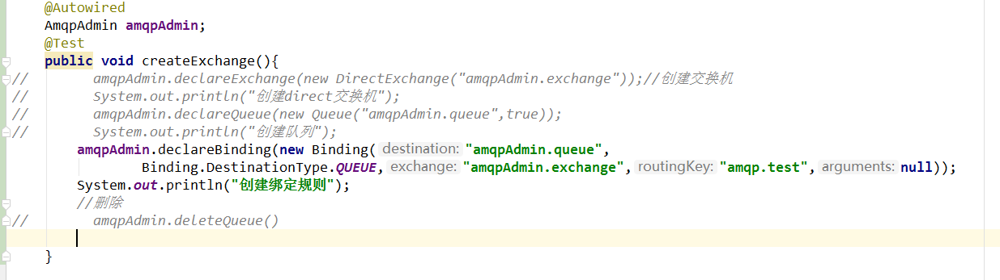 @Autowired
AmqpAdmin amqpAdmin;
@Test
public void createExchange(){
//        amqpAdmin.declareExchange(new DirectExchange("amqpAdmin.exchange"));//创建交换机
//        System.out.println("创建direct交换机");
//        amqpAdmin.declareQueue(new Queue("amqpAdmin.queue",true));
//        System.out.println("创建队列");
amqpAdmin.declareBinding(new Binding( destination: "amqpAdmin.queue",
Binding.DestinationType.QUEUE, exchange: "amqpAdmin.exchange", routingKey: "amqp.test", arguments: null));
System.out.println("创建绑定规则");
//删除
//        amqpAdmin.deleteQueue()
}